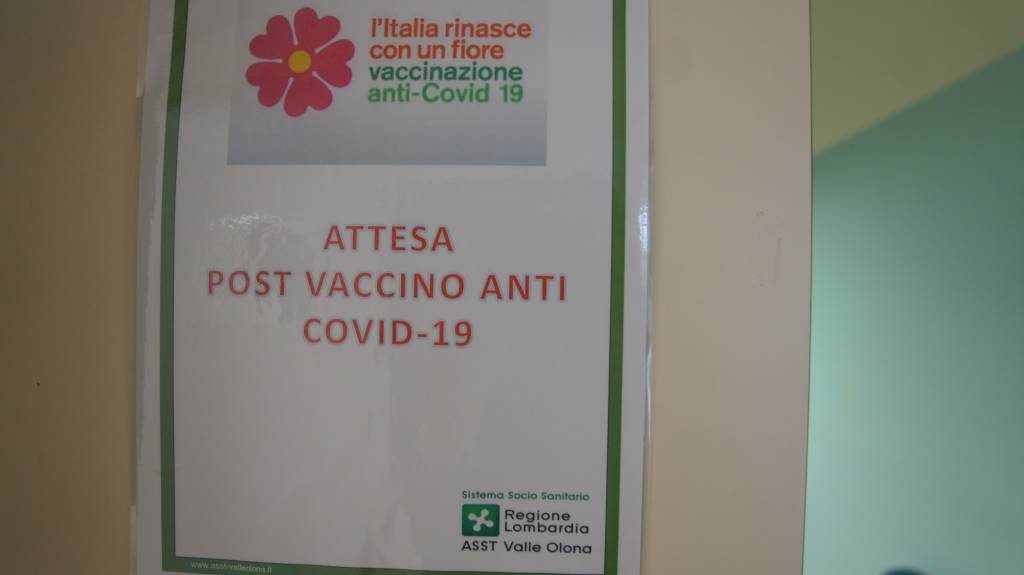 l'Italia rinasce
con un fiore
vaccinazione
anti-Covid 19
ATTESA
POST VACCINO ANTI
COVID-19
Sistema Socio Sanitario
Regione
Lombardia
ASST Valle Olona
www.asst-valleolona.it